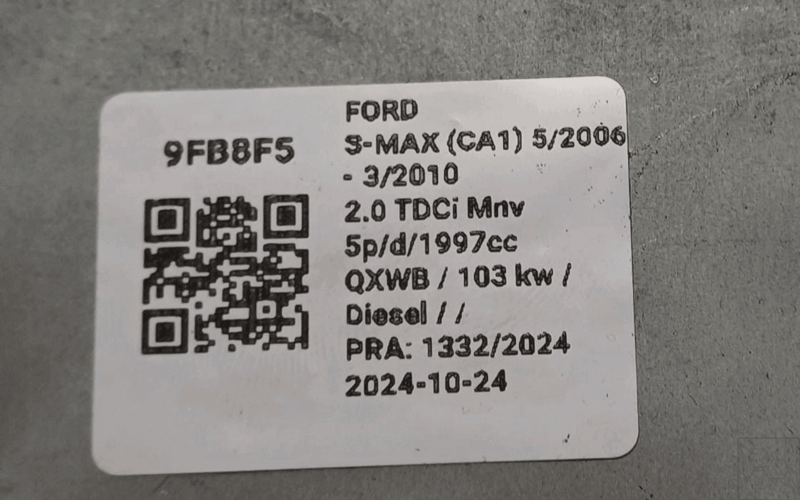 9FB8F5
FORD
S-MAX (CA1) 5/2006
- 3/2010
2.0 TDCi Mnv
5p/d/1997cc
QXWB / 103 kw /
Diesel / /
PRA: 1332/2024
2024-10-24